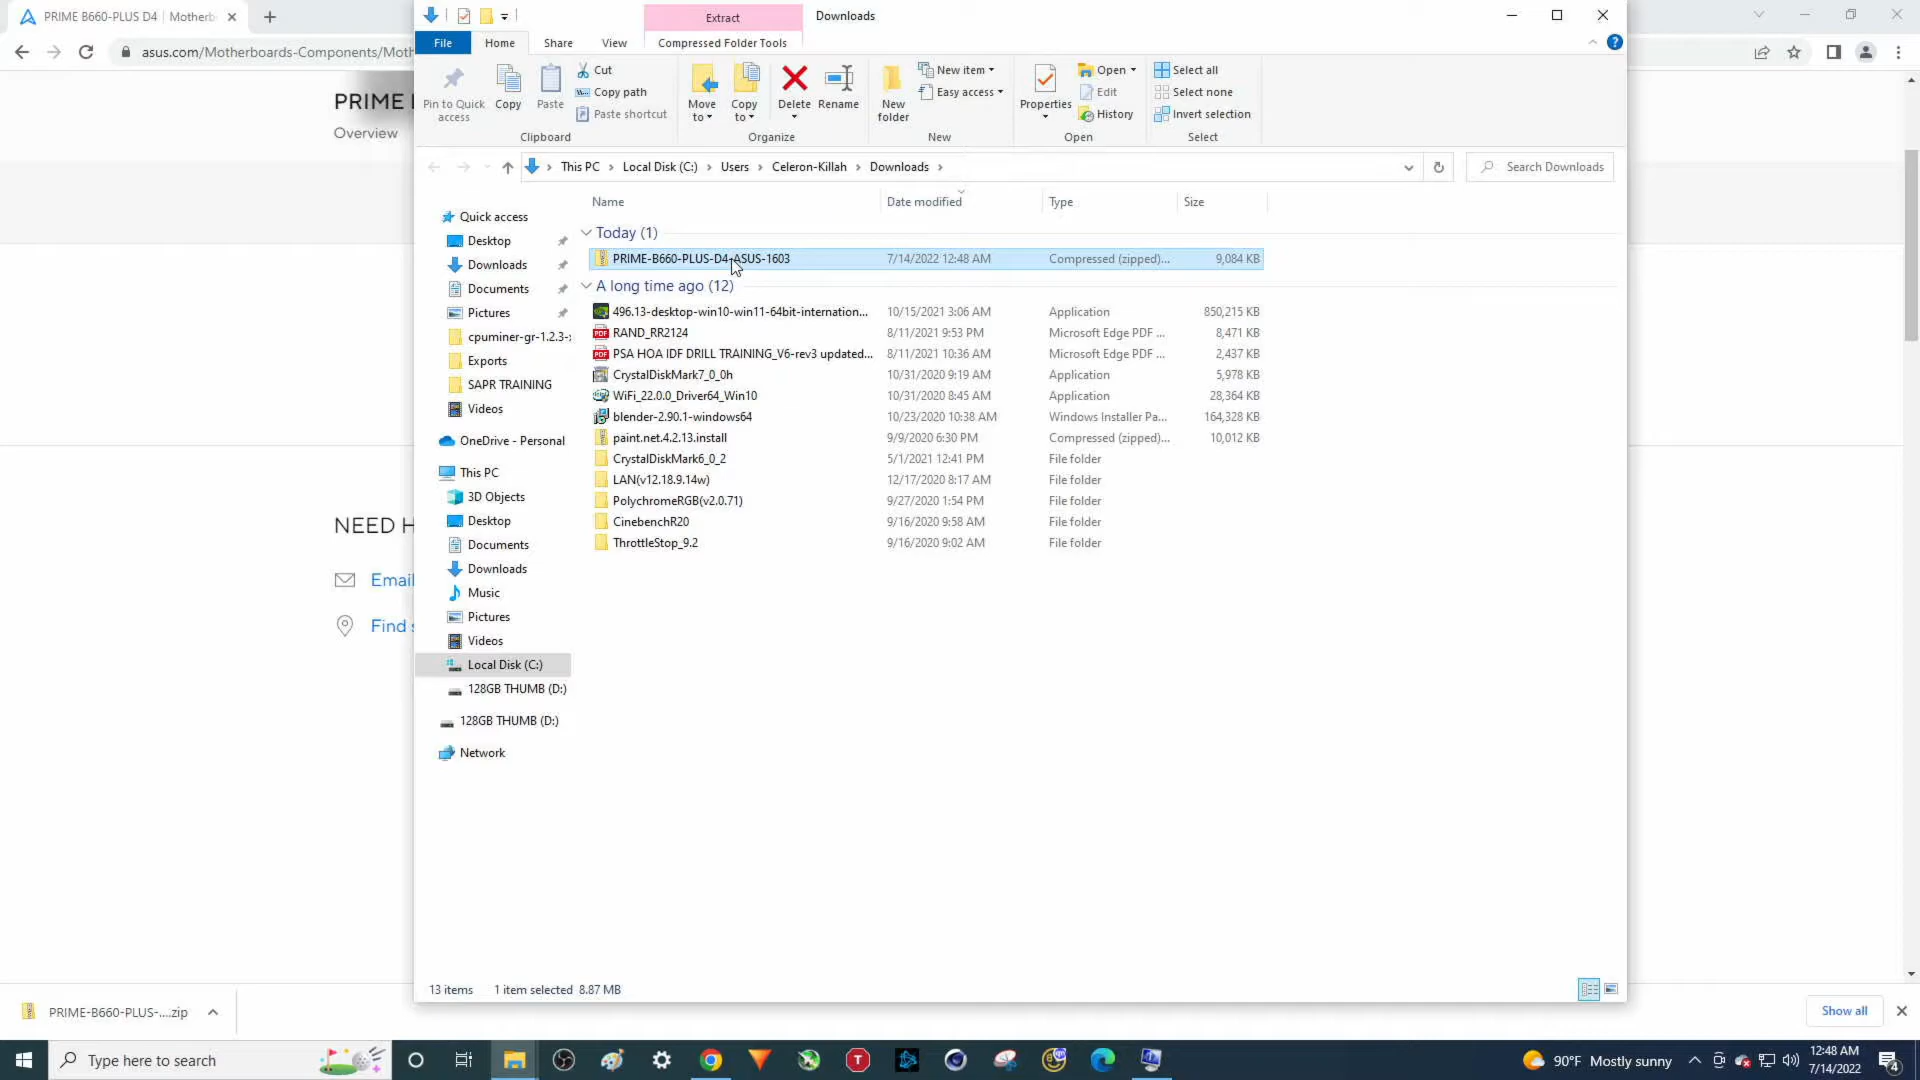 PRIME B660-PLUS D4 | Motherb
asus.com/Motherboards-Components/Moth
PRIME
Overview
NEED H
Email
Find s
Extract
Downloads
File
Home
Share
View
Compressed Folder Tools
Pin to Quick access
Copy
Paste
Cut
Copy path
Paste shortcut
Clipboard
Move to
Copy to
Delete
Rename
Organize
New folder
New item
Easy access
New
Properties
Open
Edit
History
Open
Select all
Select none
Invert selection
Select
This PC > Local Disk (C:) > Users > Celeron-Killah > Downloads >
Search Downloads
Name Date modified Type Size
Today (1)
PRIME-B660-PLUS-D4-ASUS-1603 7/14/2022 12:48 AM Compressed (zipped)... 9,084 KB
A long time ago (12)
496.13-desktop-win10-win11-64bit-internation... 10/15/2021 3:06 AM Application 850,215 KB
RAND_RR2124 8/11/2021 9:53 PM Microsoft Edge PDF ... 8,471 KB
PSA HOA IDF DRILL TRAINING_V6-rev3 updated... 8/11/2021 10:36 AM Microsoft Edge PDF ... 2,437 KB
CrystalDiskMark7_0_0h 10/31/2020 9:19 AM Application 5,978 KB
WiFi_22.0.0_Driver64_Win10 10/31/2020 8:45 AM Application 28,364 KB
blender-2.90.1-windows64 10/23/2020 10:38 AM Windows Installer Pa... 164,328 KB
paint.net.4.2.13.install 9/9/2020 6:30 PM Compressed (zipped)... 10,012 KB
CrystalDiskMark6_0_2 5/1/2021 12:41 PM File folder
LAN(v12.18.9.14w) 12/17/2020 8:17 AM File folder
PolychromeRGB(v2.0.71) 9/27/2020 1:54 PM File folder
CinebenchR20 9/16/2020 9:58 AM File folder
ThrottleStop_9.2 9/16/2020 9:02 AM File folder
Quick access
Desktop
Downloads
Documents
Pictures
cpuminer-gr-1.2.3-x
Exports
SAPR TRAINING
Videos
OneDrive - Personal
This PC
3D Objects
Desktop
Documents
Downloads
Music
Pictures
Videos
Local Disk (C:)
128GB THUMB (D:)
128GB THUMB (D:)
Network
13 items 1 item selected 8.87 MB
PRIME-B660-PLUS-....zip
Show all
Type here to search
90°F Mostly sunny
12:48 AM
7/14/2022
4